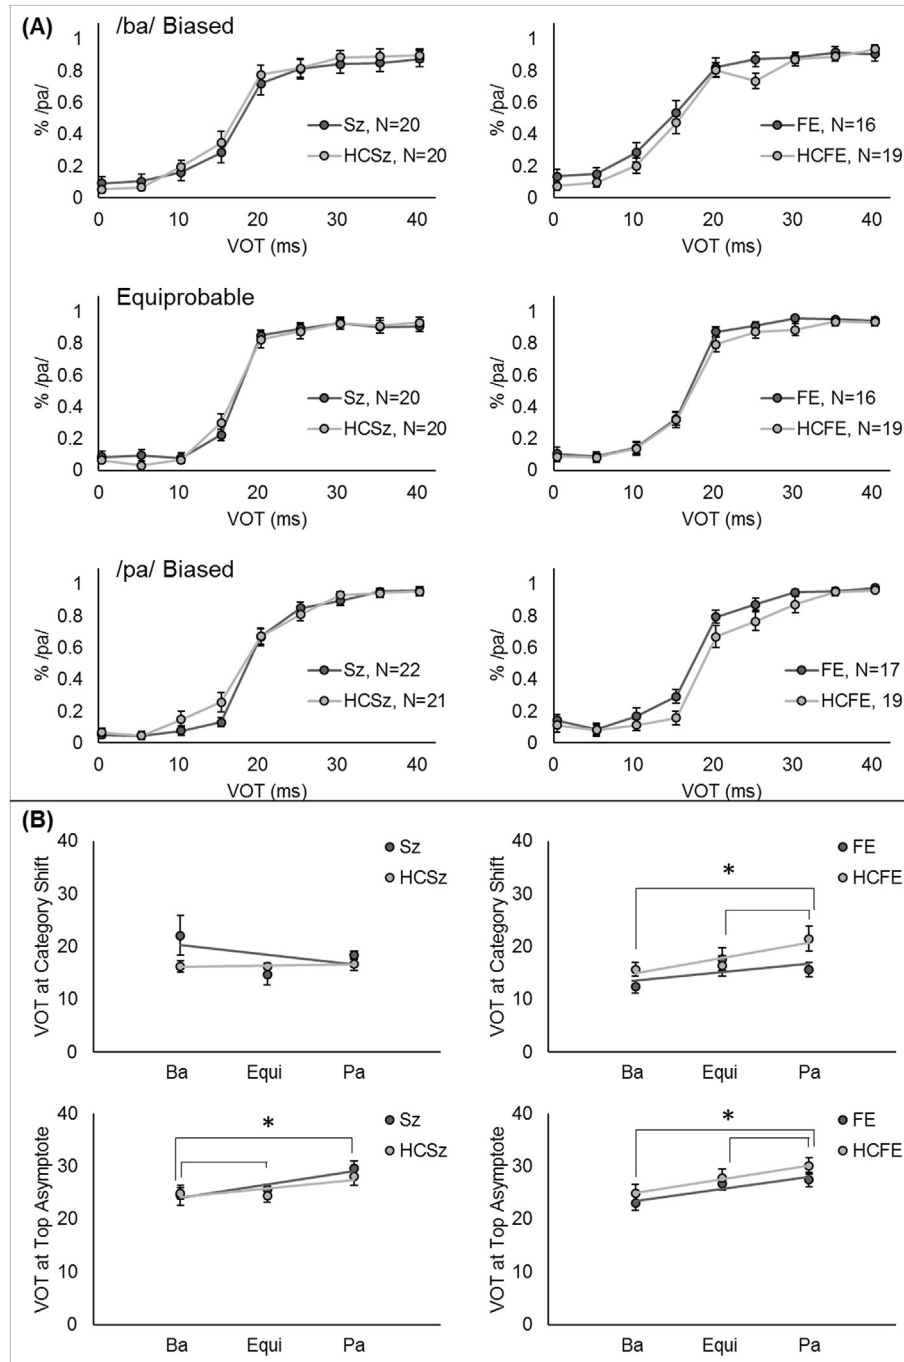 (A)
/ba/ Biased
1
0.8
0.6
0.4
0.2
0
% /pa/
Sz, N=20
HCSz, N=20
0 10 20 30 40
VOT (ms)
1
0.8
0.6
0.4
0.2
0
% /pa/
FE, N=16
HCFE, N=19
0 10 20 30 40
VOT (ms)
Equiprobable
1
0.8
0.6
0.4
0.2
0
% /pa/
Sz, N=20
HCSz, N=20
0 10 20 30 40
VOT (ms)
1
0.8
0.6
0.4
0.2
0
% /pa/
FE, N=16
HCFE, N=19
0 10 20 30 40
VOT (ms)
/pa/ Biased
1
0.8
0.6
0.4
0.2
0
% /pa/
Sz, N=22
HCSz, N=21
0 10 20 30 40
VOT (ms)
1
0.8
0.6
0.4
0.2
0
% /pa/
FE, N=17
HCFE, 19
0 10 20 30 40
VOT (ms)
(B)
40
30
20
10
0
VOT at Category Shift
Sz
HCSz
Ba Equi Pa
40
30
20
10
0
VOT at Category Shift
*
FE
HCFE
Ba Equi Pa
40
30
20
10
0
VOT at Top Asymptote
*
Sz
HCSz
Ba Equi Pa
40
30
20
10
0
VOT at Top Asymptote
*
FE
HCFE
Ba Equi Pa